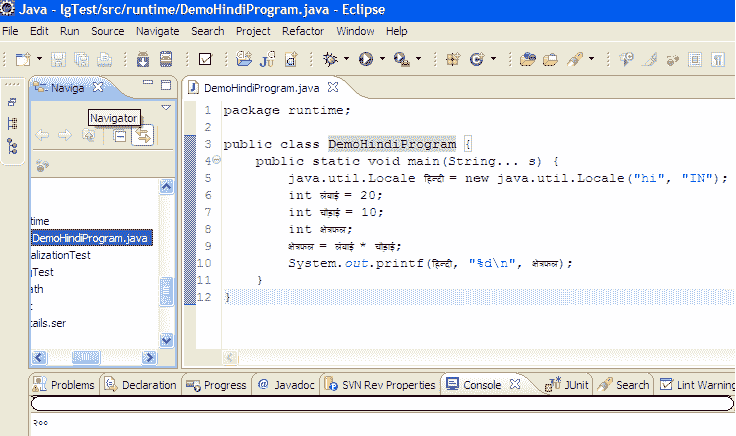 Java - lgTest/src/runtime/DemoHindiProgram.java - Eclipse
File Edit Run Source Navigate Search Project Refactor Window Help
Naviga
DemoHindiProgram.java
Navigator
time
DemoHindiProgram.java
alizationTest
gTest
ath
t
tails.ser
1 package runtime;
2
3 public class DemoHindiProgram {
4 public static void main(String... s) {
5 java.util.Locale हिन्दी = new java.util.Locale("hi", "IN");
6 int लंबाई = 20;
7 int चौड़ाई = 10;
8 int क्षेत्रफल;
9 क्षेत्रफल = लंबाई * चौड़ाई;
10 System.out.printf(हिन्दी, "%d\n", क्षेत्रफल);
11 }
12 }
Problems Declaration Progress Javadoc SVN Rev Properties Console JUnit Search Lint Warning
२००